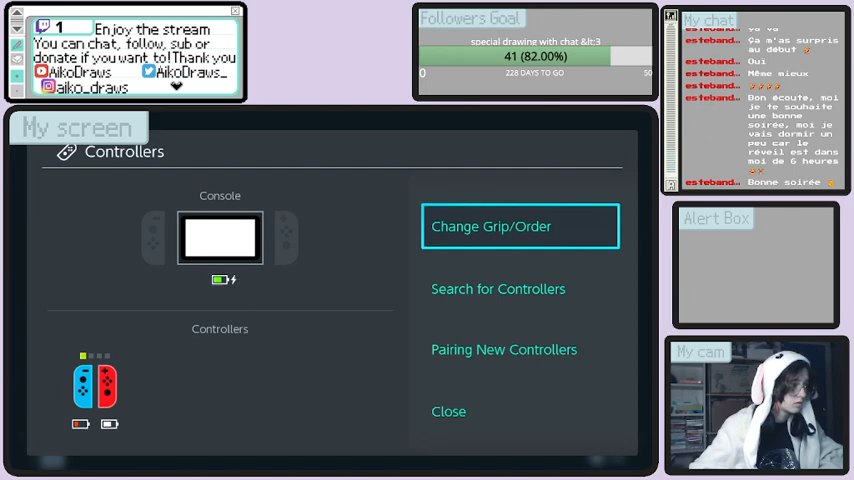 1
Enjoy the stream
You can chat, follow, sub or
donate if you want to!Thank you
AikoDraws
AikoDraws_
aiko_draws
Followers Goal
special drawing with chat &lt;3
41 (82.00%)
0
50
228 DAYS TO GO
My chat
esteband…
Ça m'as surpris
au début
esteband…
Oui
esteband…
Même mieux
esteband…
esteband…
Bon écoute, moi
je te souhaite
une bonne
soirée, moi je
vais dormir un
peu car le
réveil est dans
moi de 6 heures
esteband…
Bonne soirée
My screen
Controllers
Console
Controllers
Change Grip/Order
Search for Controllers
Pairing New Controllers
Close
Alert Box
My cam